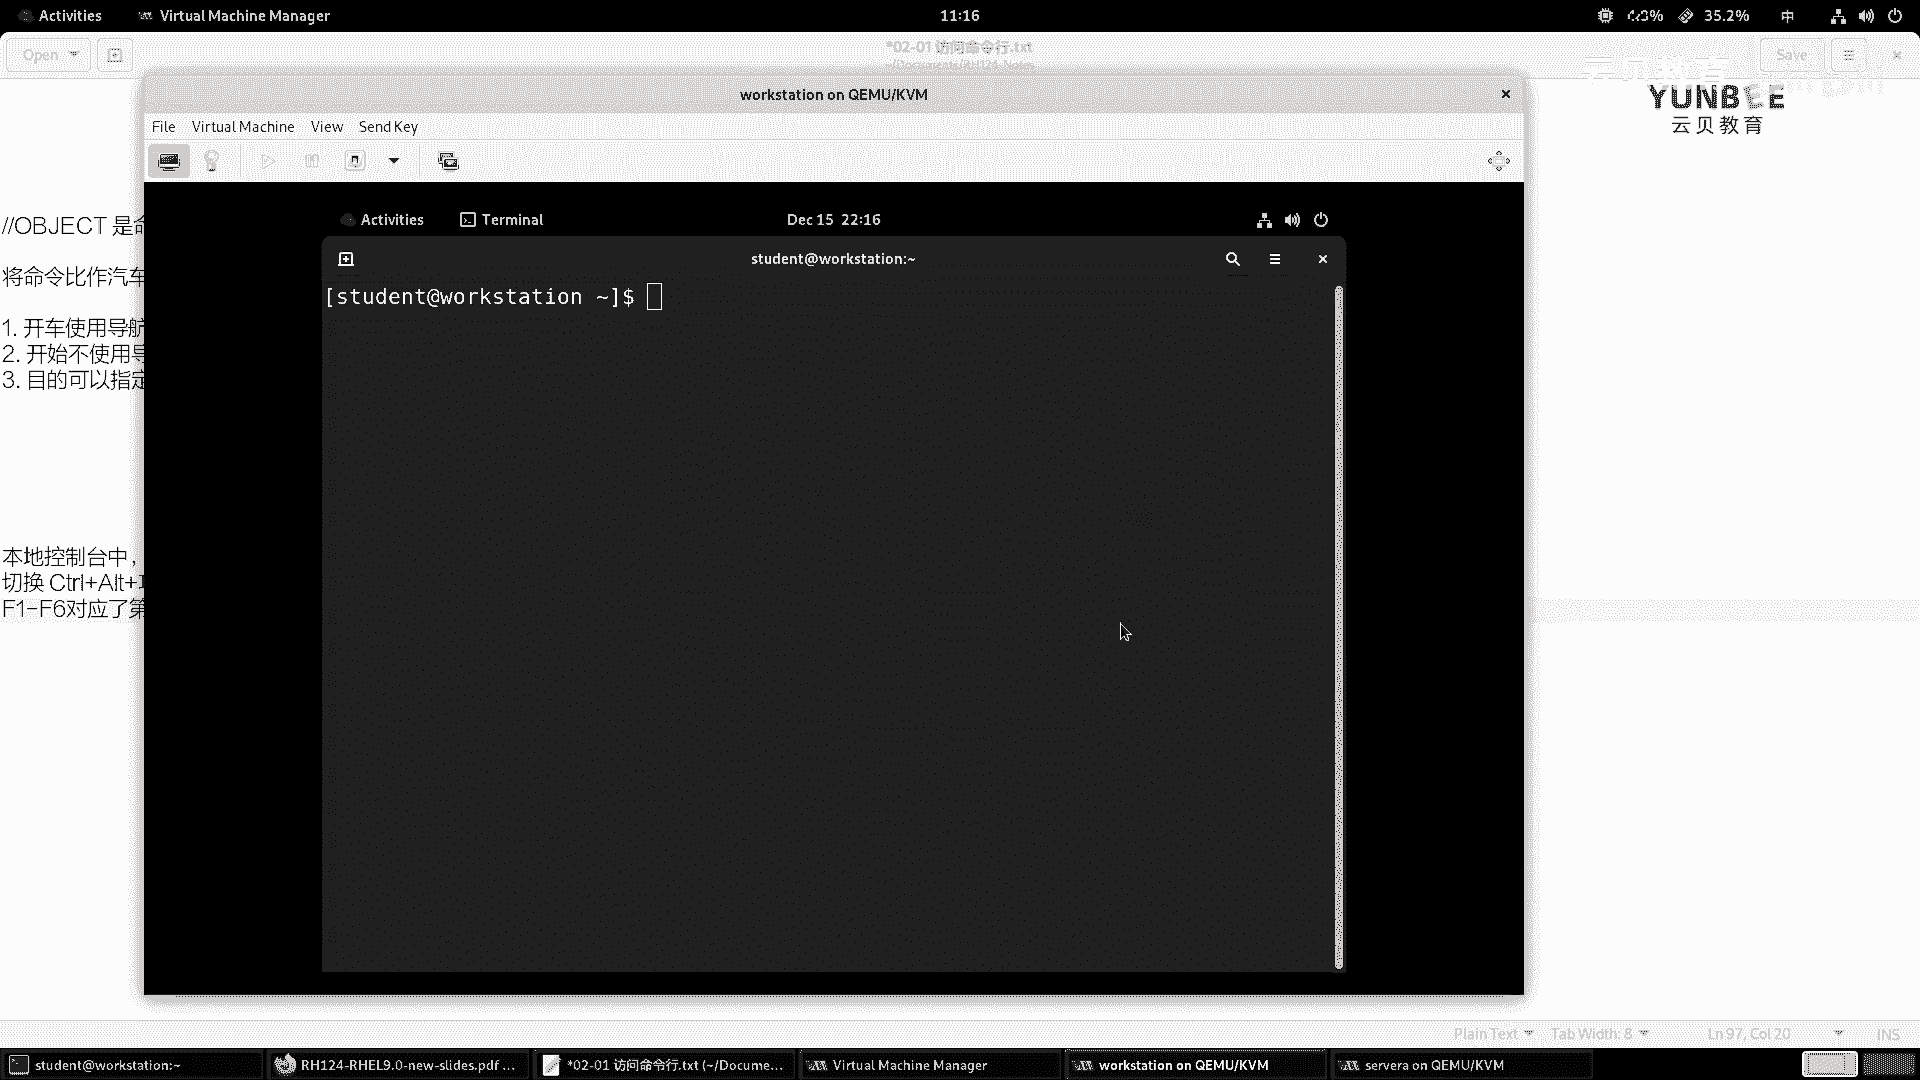 Activities
Virtual Machine Manager
11:16
35.2%
中
Open
*02-01 访问命令行.txt
~/Documents/RH124-Notes
Save
YUNBEE
云贝教育
workstation on QEMU/KVM
File
Virtual Machine
View
Send Key
Activities
Terminal
Dec 15 22:16
student@workstation:~
[student@workstation ~]$
//OBJECT 是命
将命令比作汽车
1. 开车使用导航
2. 开始不使用导
3. 目的可以指定
本地控制台中，
切换 Ctrl+Alt+
F1-F6对应了第
Plain Text
Tab Width: 8
Ln 97, Col 20
INS
student@workstation:~
RH124-RHEL9.0-new-slides.pdf ...
*02-01 访问命令行.txt (~/Docume...
Virtual Machine Manager
workstation on QEMU/KVM
servera on QEMU/KVM